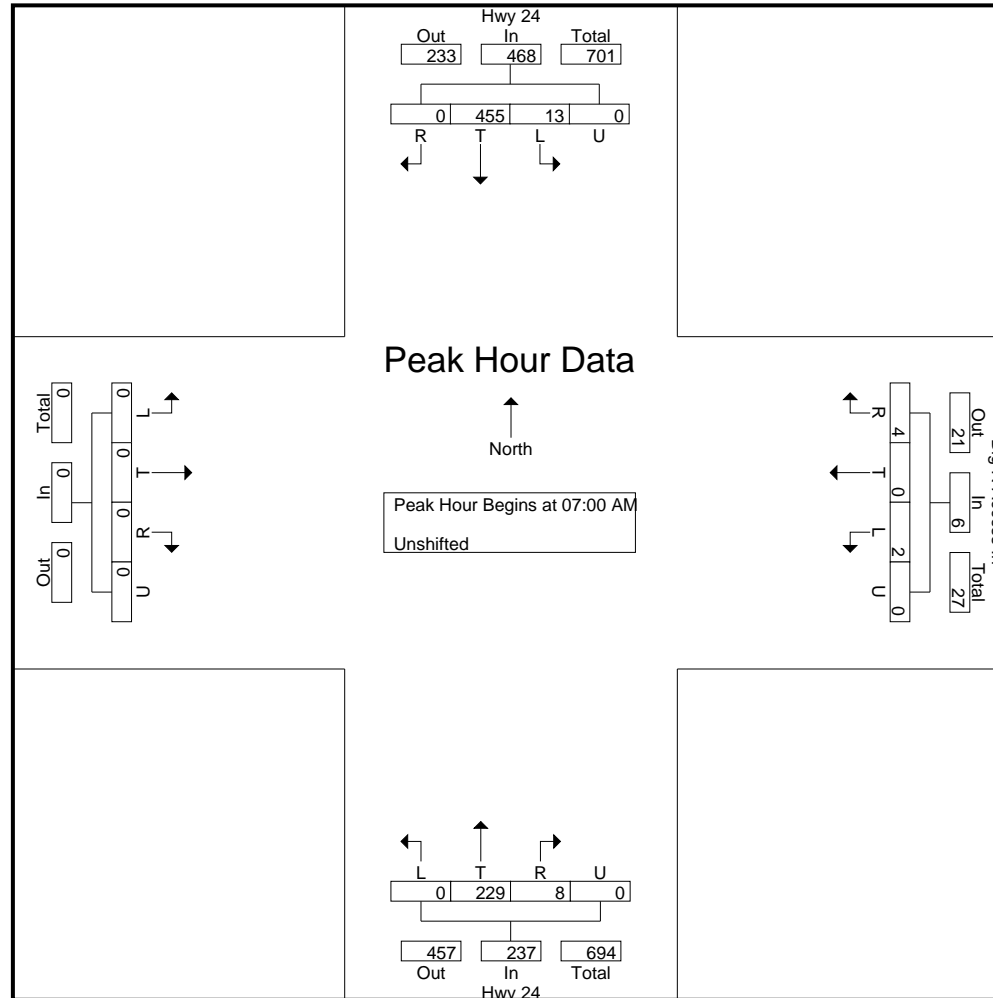 Hwy 24
Out In Total
233 468 701
0 455 13 0
R T L U
Peak Hour Data
North
Peak Hour Begins at 07:00 AM
Unshifted
Total In Out
0 0 0
0 0 0 0
L T R U
R T L U
4 0 2 0
Out In Total
21 6 27
L T R U
0 229 8 0
457 237 694
Out In Total
Hwy 24